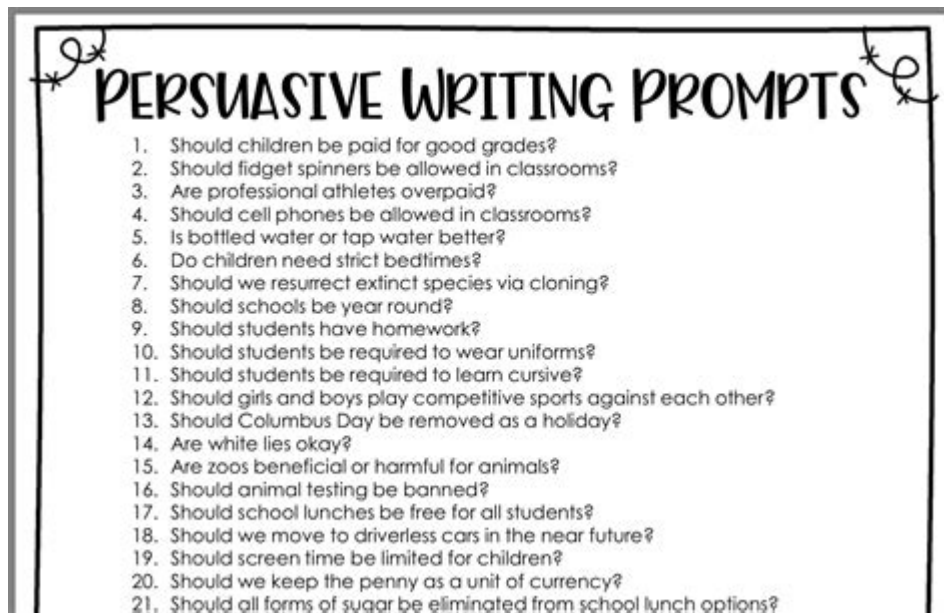 PERSUASIVE WRITING PROMPTS
1. Should children be paid for good grades?
2. Should fidget spinners be allowed in classrooms?
3. Are professional athletes overpaid?
4. Should cell phones be allowed in classrooms?
5. Is bottled water or tap water better?
6. Do children need strict bedtimes?
7. Should we resurrect extinct species via cloning?
8. Should schools be year round?
9. Should students have homework?
10. Should students be required to wear uniforms?
11. Should students be required to learn cursive?
12. Should girls and boys play competitive sports against each other?
13. Should Columbus Day be removed as a holiday?
14. Are white lies okay?
15. Are zoos beneficial or harmful for animals?
16. Should animal testing be banned?
17. Should school lunches be free for all students?
18. Should we move to driverless cars in the near future?
19. Should screen time be limited for children?
20. Should we keep the penny as a unit of currency?
21. Should all forms of sugar be eliminated from school lunch options?